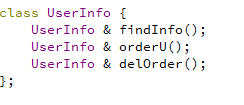 class UserInfo {
    UserInfo & findInfo();
    UserInfo & orderU();
    UserInfo & delOrder();
};